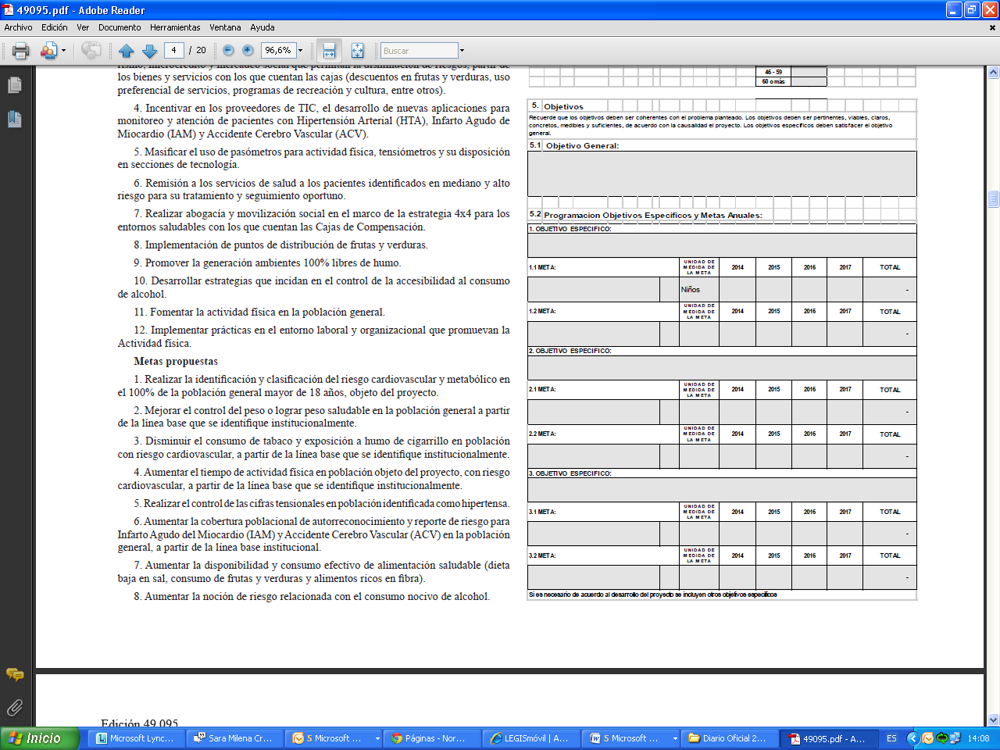 49095.pdf - Adobe Reader
Archivo Edición Ver Documento Herramientas Ventana Ayuda
4 / 20 96,6% Buscar
los bienes y servicios con los que cuentan las cajas (descuentos en frutas y verduras, uso
preferencial de servicios, programas de recreación y cultura, entre otros).
4. Incentivar en los proveedores de TIC, el desarrollo de nuevas aplicaciones para
monitoreo y atención de pacientes con Hipertensión Arterial (HTA), Infarto Agudo de
Miocardio (IAM) y Accidente Cerebro Vascular (ACV).
5. Masificar el uso de pasómetros para actividad física, tensiómetros y su disposición
en secciones de tecnología.
6. Remisión a los servicios de salud a los pacientes identificados en mediano y alto
riesgo para su tratamiento y seguimiento oportuno.
7. Realizar abogacía y movilización social en el marco de la estrategia 4x4 para los
entornos saludables con los que cuentan las Cajas de Compensación.
8. Implementación de puntos de distribución de frutas y verduras.
9. Promover la generación ambientes 100% libres de humo.
10. Desarrollar estrategias que incidan en el control de la accesibilidad al consumo
de alcohol.
11. Fomentar la actividad física en la población general.
12. Implementar prácticas en el entorno laboral y organizacional que promuevan la
Actividad física.
Metas propuestas
1. Realizar la identificación y clasificación del riesgo cardiovascular y metabólico en
el 100% de la población general mayor de 18 años, objeto del proyecto.
2. Mejorar el control del peso o lograr peso saludable en la población general a partir
de la línea base que se identifique institucionalmente.
3. Disminuir el consumo de tabaco y exposición a humo de cigarrillo en población
con riesgo cardiovascular, a partir de la línea base que se identifique institucionalmente.
4. Aumentar el tiempo de actividad física en población objeto del proyecto, con riesgo
cardiovascular, a partir de la línea base que se identifique institucionalmente.
5. Realizar el control de las cifras tensionales en población identificada como hipertensa.
6. Aumentar la cobertura poblacional de autorreconocimiento y reporte de riesgo para
Infarto Agudo del Miocardio (IAM) y Accidente Cerebro Vascular (ACV) en la población
general, a partir de la línea base institucional.
7. Aumentar la disponibilidad y consumo efectivo de alimentación saludable (dieta
baja en sal, consumo de frutas y verduras y alimentos ricos en fibra).
8. Aumentar la noción de riesgo relacionada con el consumo nocivo de alcohol.
46 - 59
60 o más
5. Objetivos
Recuerde que los objetivos deben ser coherentes con el problema planteado. Los objetivos deben ser pertinentes, viables, claros,
concretos, medibles y suficientes, de acuerdo con la causalidad el proyecto. Los objetivos especificos deben satisfacer el objetivo
general.
5.1 Objetivo General:
5.2 Programacion Objetivos Especificos y Metas Anuales:
1. OBJETIVO ESPECIFICO:
1.1 META: UNIDAD DE MEDIDA DE LA META 2014 2015 2016 2017 TOTAL
Niños -
1.2 META: UNIDAD DE MEDIDA DE LA META 2014 2015 2016 2017 TOTAL
-
2. OBJETIVO ESPECIFICO:
2.1 META: UNIDAD DE MEDIDA DE LA META 2014 2015 2016 2017 TOTAL
-
2.2 META: UNIDAD DE MEDIDA DE LA META 2014 2015 2016 2017 TOTAL
-
3. OBJETIVO ESPECIFICO:
3.1 META: UNIDAD DE MEDIDA DE LA META 2014 2015 2016 2017 TOTAL
-
3.2 META: UNIDAD DE MEDIDA DE LA META 2014 2015 2016 2017 TOTAL
-
Si es necesario de acuerdo al desarrollo del proyecto se incluyen otros objetivos especificos
Edición 49.095
Inicio Microsoft Lync... Sara Milena Cr... 5 Microsoft ... Páginas - Nor... LEGISmóvil | A... 5 Microsoft ... Diario Oficial 2... 49095.pdf - A... ES 14:08